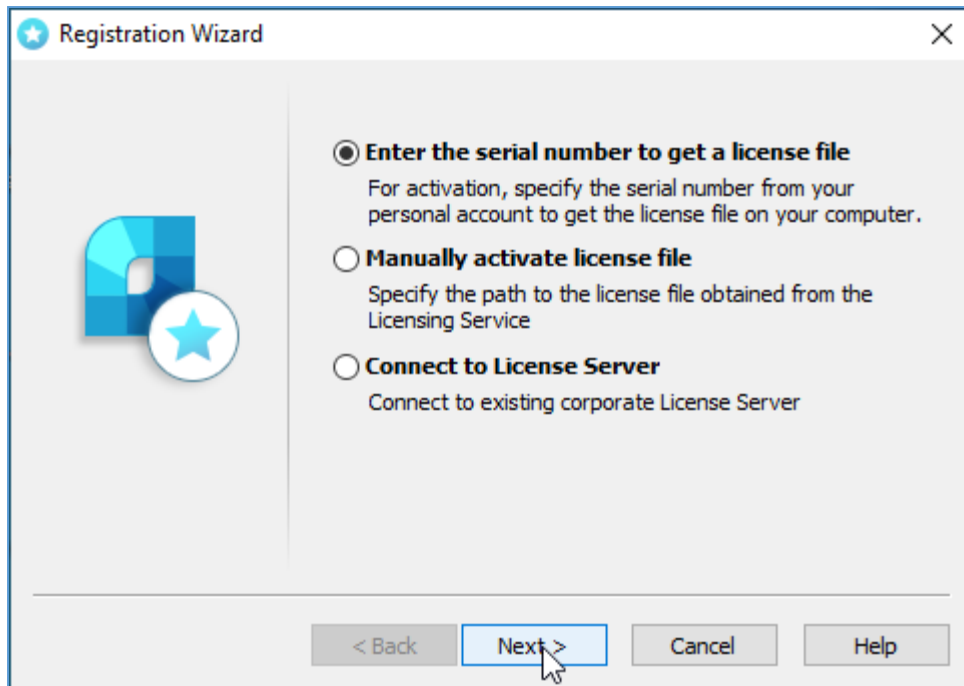 Registration Wizard
Enter the serial number to get a license file
For activation, specify the serial number from your
personal account to get the license file on your computer.
Manually activate license file
Specify the path to the license file obtained from the
Licensing Service
Connect to License Server
Connect to existing corporate License Server
< Back
Next >
Cancel
Help